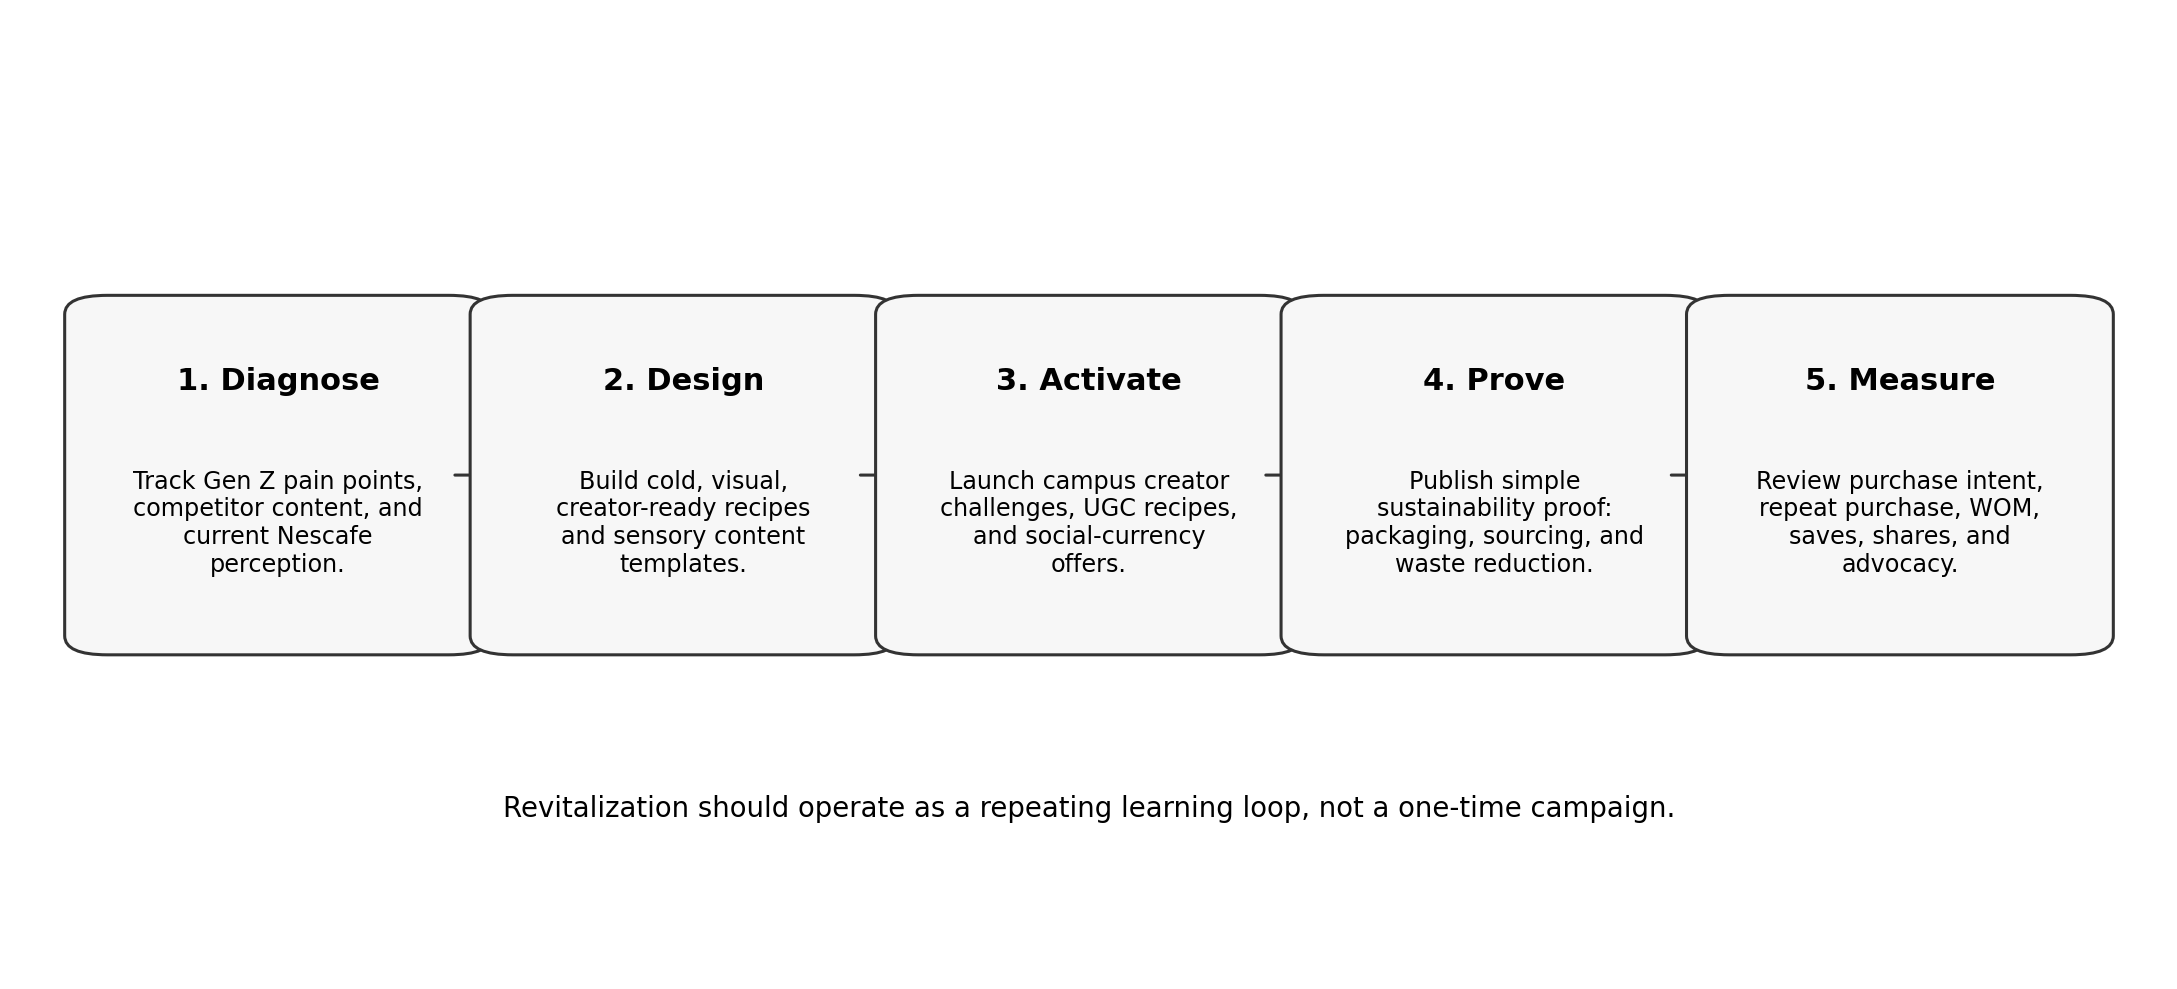 1. Diagnose
Track Gen Z pain points,
competitor content, and
current Nescafe
perception.
2. Design
Build cold, visual,
creator-ready recipes
and sensory content
templates.
3. Activate
Launch campus creator
challenges, UGC recipes,
and social-currency
offers.
4. Prove
Publish simple
sustainability proof:
packaging, sourcing, and
waste reduction.
5. Measure
Review purchase intent,
repeat purchase, WOM,
saves, shares, and
advocacy.
Revitalization should operate as a repeating learning loop, not a one-time campaign.